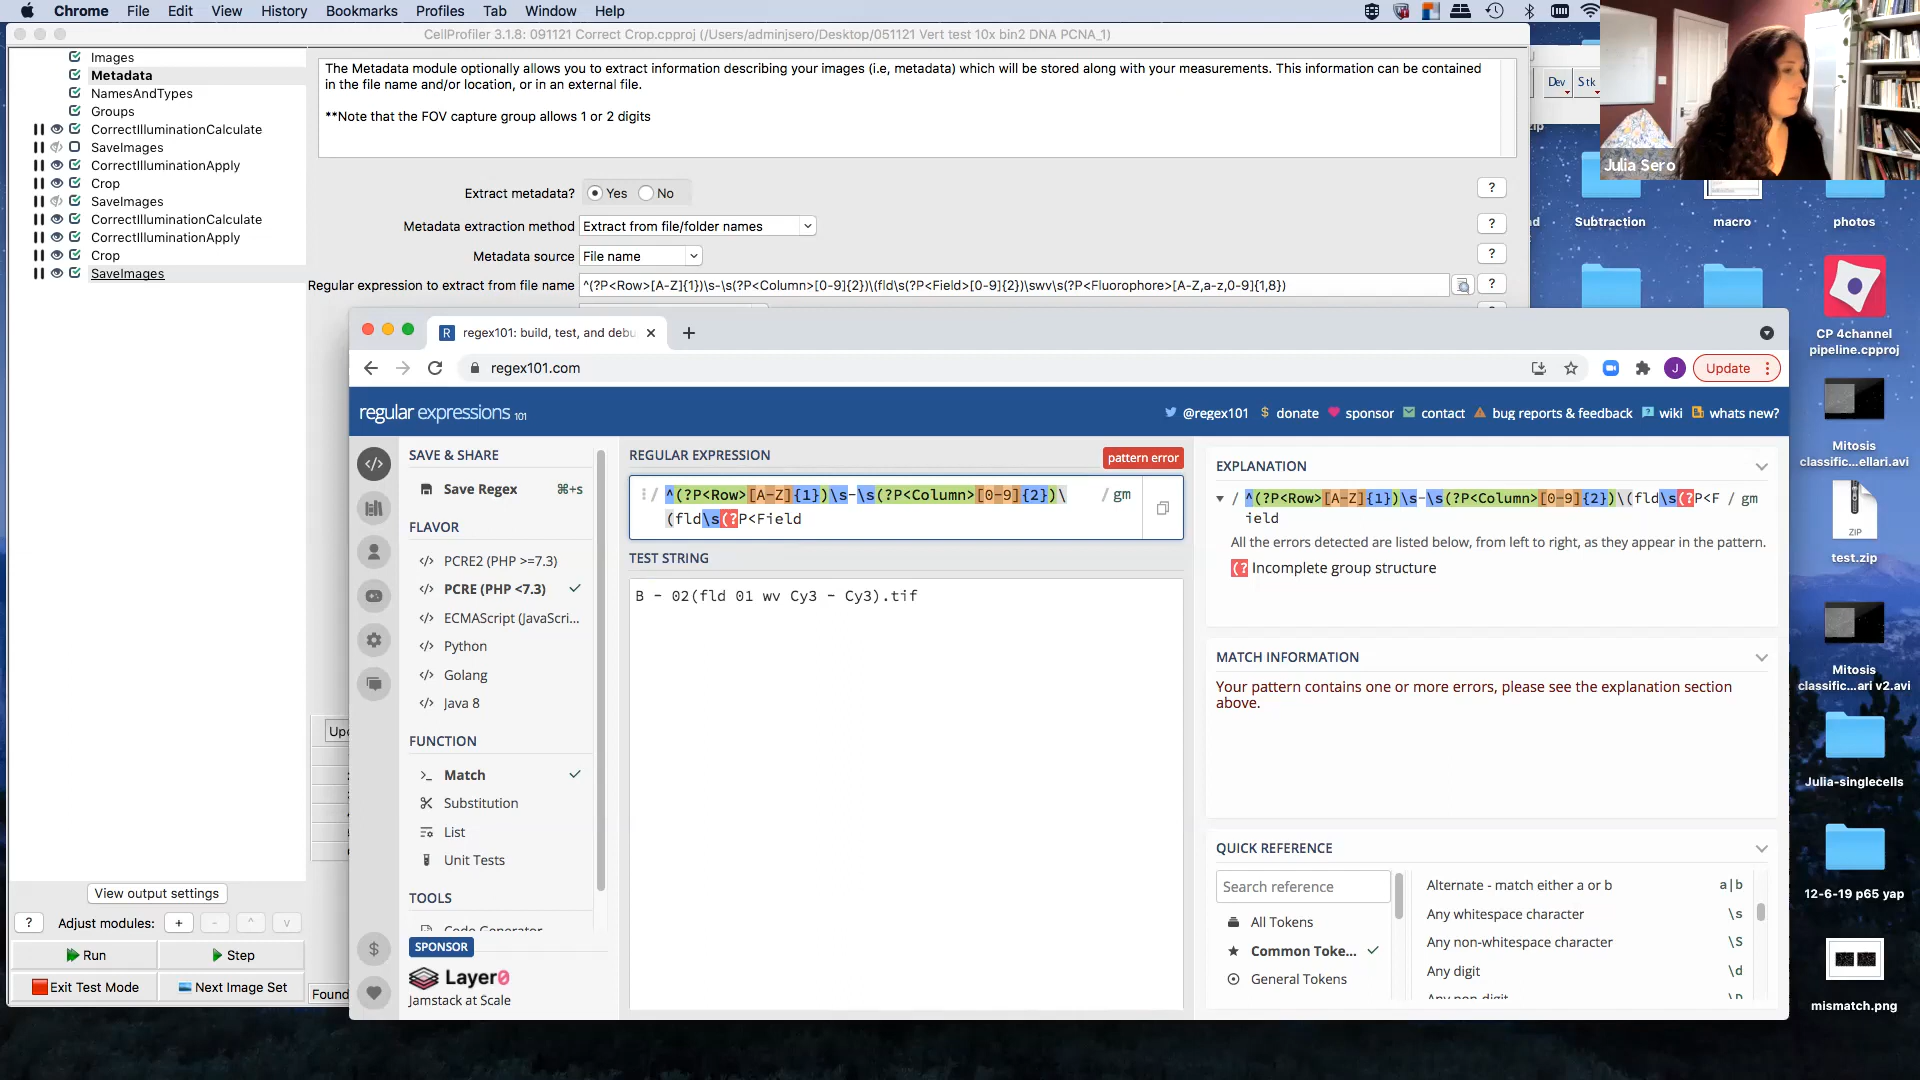 Chrome File Edit View History Bookmarks Profiles Tab Window Help
CellProfiler 3.1.8: 091121 Correct Crop.cpproj (/Users/adminjsero/Desktop/051121 Vert test 10x bin2 DNA PCNA_1)
Images
Metadata
NamesAndTypes
Groups
CorrectIlluminationCalculate
SaveImages
CorrectIlluminationApply
Crop
SaveImages
CorrectIlluminationCalculate
CorrectIlluminationApply
Crop
SaveImages
The Metadata module optionally allows you to extract information describing your images (i.e, metadata) which will be stored along with your measurements. This information can be contained
in the file name and/or location, or in an external file.
**Note that the FOV capture group allows 1 or 2 digits
Extract metadata? Yes No ?
Metadata extraction method Extract from file/folder names ?
Metadata source File name ?
Regular expression to extract from file name ^(?P<Row>[A-Z]{1})\s-\s(?P<Column>[0-9]{2})\(fld\s(?P<Field>[0-9]{2})\swv\s(?P<Fluorophore>[A-Z,a-z,0-9]{1,8}) ?
Dev Stk
Julia Sero
regex101: build, test, and debu
regex101.com
J Update
regular expressions 101
@regex101 $ donate sponsor contact bug reports & feedback wiki whats new?
SAVE & SHARE
Save Regex ⌘+s
FLAVOR
PCRE2 (PHP >=7.3)
PCRE (PHP <7.3)
ECMAScript (JavaScri...
Python
Golang
Java 8
FUNCTION
Match
Substitution
List
Unit Tests
TOOLS
Code Generator
SPONSOR
Layer0
Jamstack at Scale
REGULAR EXPRESSION pattern error
/ ^(?P<Row>[A-Z]{1})\s-\s(?P<Column>[0-9]{2})\ / gm
(fld\s(?P<Field
TEST STRING
B - 02(fld 01 wv Cy3 - Cy3).tif
EXPLANATION
/ ^(?P<Row>[A-Z]{1})\s-\s(?P<Column>[0-9]{2})\(fld\s(?P<F / gm
ield
All the errors detected are listed below, from left to right, as they appear in the pattern.
(? Incomplete group structure
MATCH INFORMATION
Your pattern contains one or more errors, please see the explanation section
above.
QUICK REFERENCE
Search reference
All Tokens
Common Toke...
General Tokens
Alternate - match either a or b a|b
Any whitespace character \s
Any non-whitespace character \S
Any digit \d
Any non-digit \D
View output settings
? Adjust modules: + - ^ v
Run Step
Exit Test Mode Next Image Set
Found
Subtraction
macro
photos
CP 4channel
pipeline.cpproj
Mitosis
classific...ellari.avi
ZIP
test.zip
Mitosis
classific...ari v2.avi
Julia-singlecells
12-6-19 p65 yap
mismatch.png